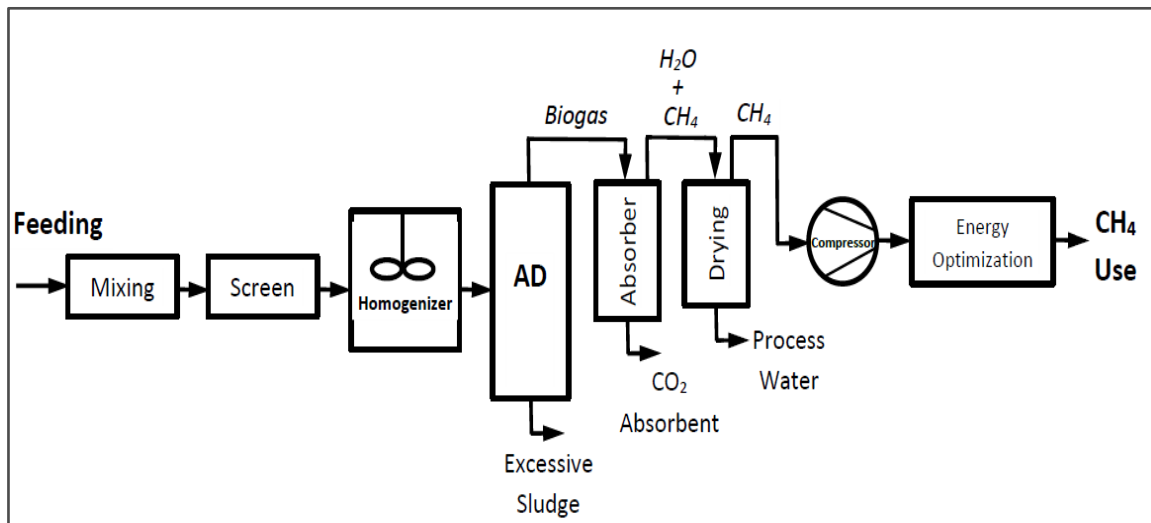 Feeding
Mixing
Screen
Homogenizer
AD
Biogas
Excessive
Sludge
Absorber
H₂O
+
CH₄
CO₂
Absorbent
Drying
CH₄
Process
Water
Compressor
Energy
Optimization
CH₄
Use